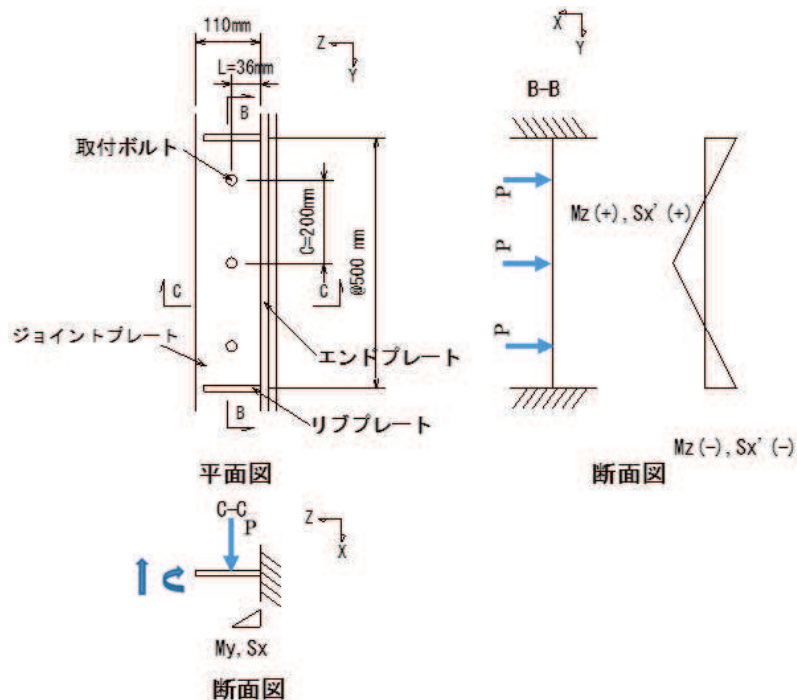 110mm
Z
Y
L=36mm
B
取付ボルト
C=200mm
@500 mm
C
C
ジョイントプレート
エンドプレート
B
リブプレート
平面図
X
Y
B-B
P
P
P
Mz(+),Sx'(+)
Mz(-),Sx'(-)
断面図
C-C
P
Z
X
My,Sx
断面図